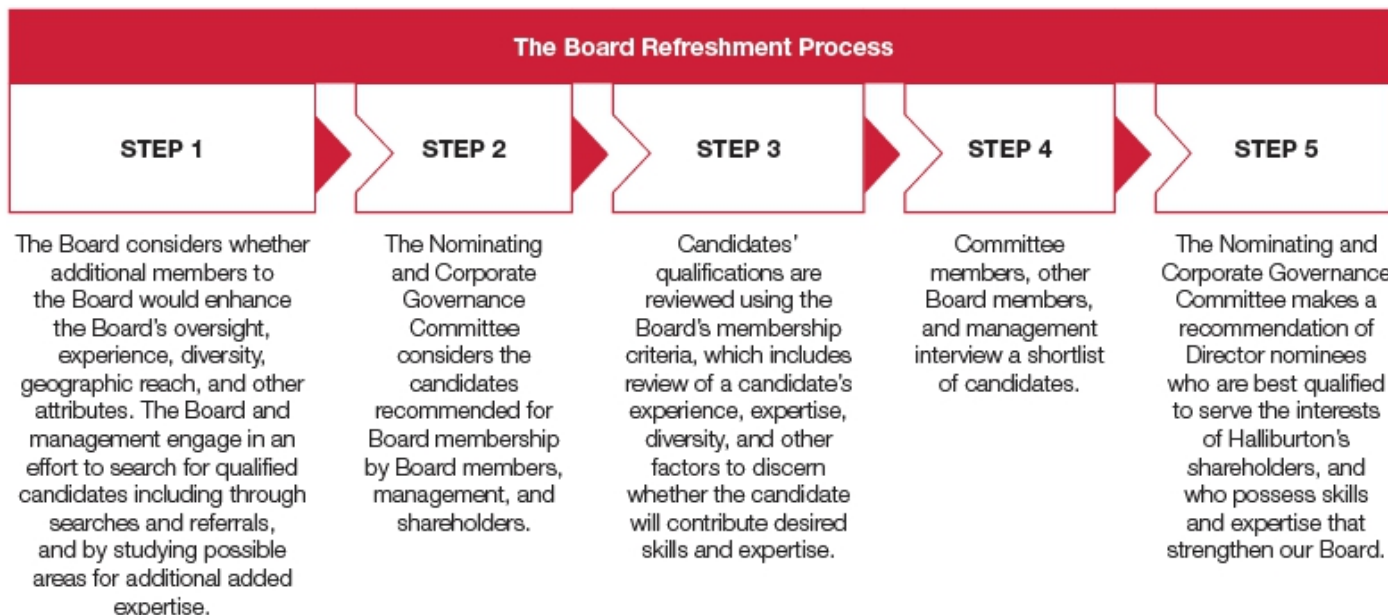 The Board Refreshment Process
STEP 1
The Board considers whether
additional members to
the Board would enhance
the Board's oversight,
experience, diversity,
geographic reach, and other
attributes. The Board and
management engage in an
effort to search for qualified
candidates including through
searches and referrals,
and by studying possible
areas for additional added
expertise.
STEP 2
The Nominating
and Corporate
Governance
Committee
considers the
candidates
recommended for
Board membership
by Board members,
management, and
shareholders.
STEP 3
Candidates'
qualifications are
reviewed using the
Board's membership
criteria, which includes
review of a candidate's
experience, expertise,
diversity, and other
factors to discern
whether the candidate
will contribute desired
skills and expertise.
STEP 4
Committee
members, other
Board members,
and management
interview a shortlist
of candidates.
STEP 5
The Nominating and
Corporate Governance
Committee makes a
recommendation of
Director nominees
who are best qualified
to serve the interests
of Halliburton's
shareholders, and
who possess skills
and expertise that
strengthen our Board.